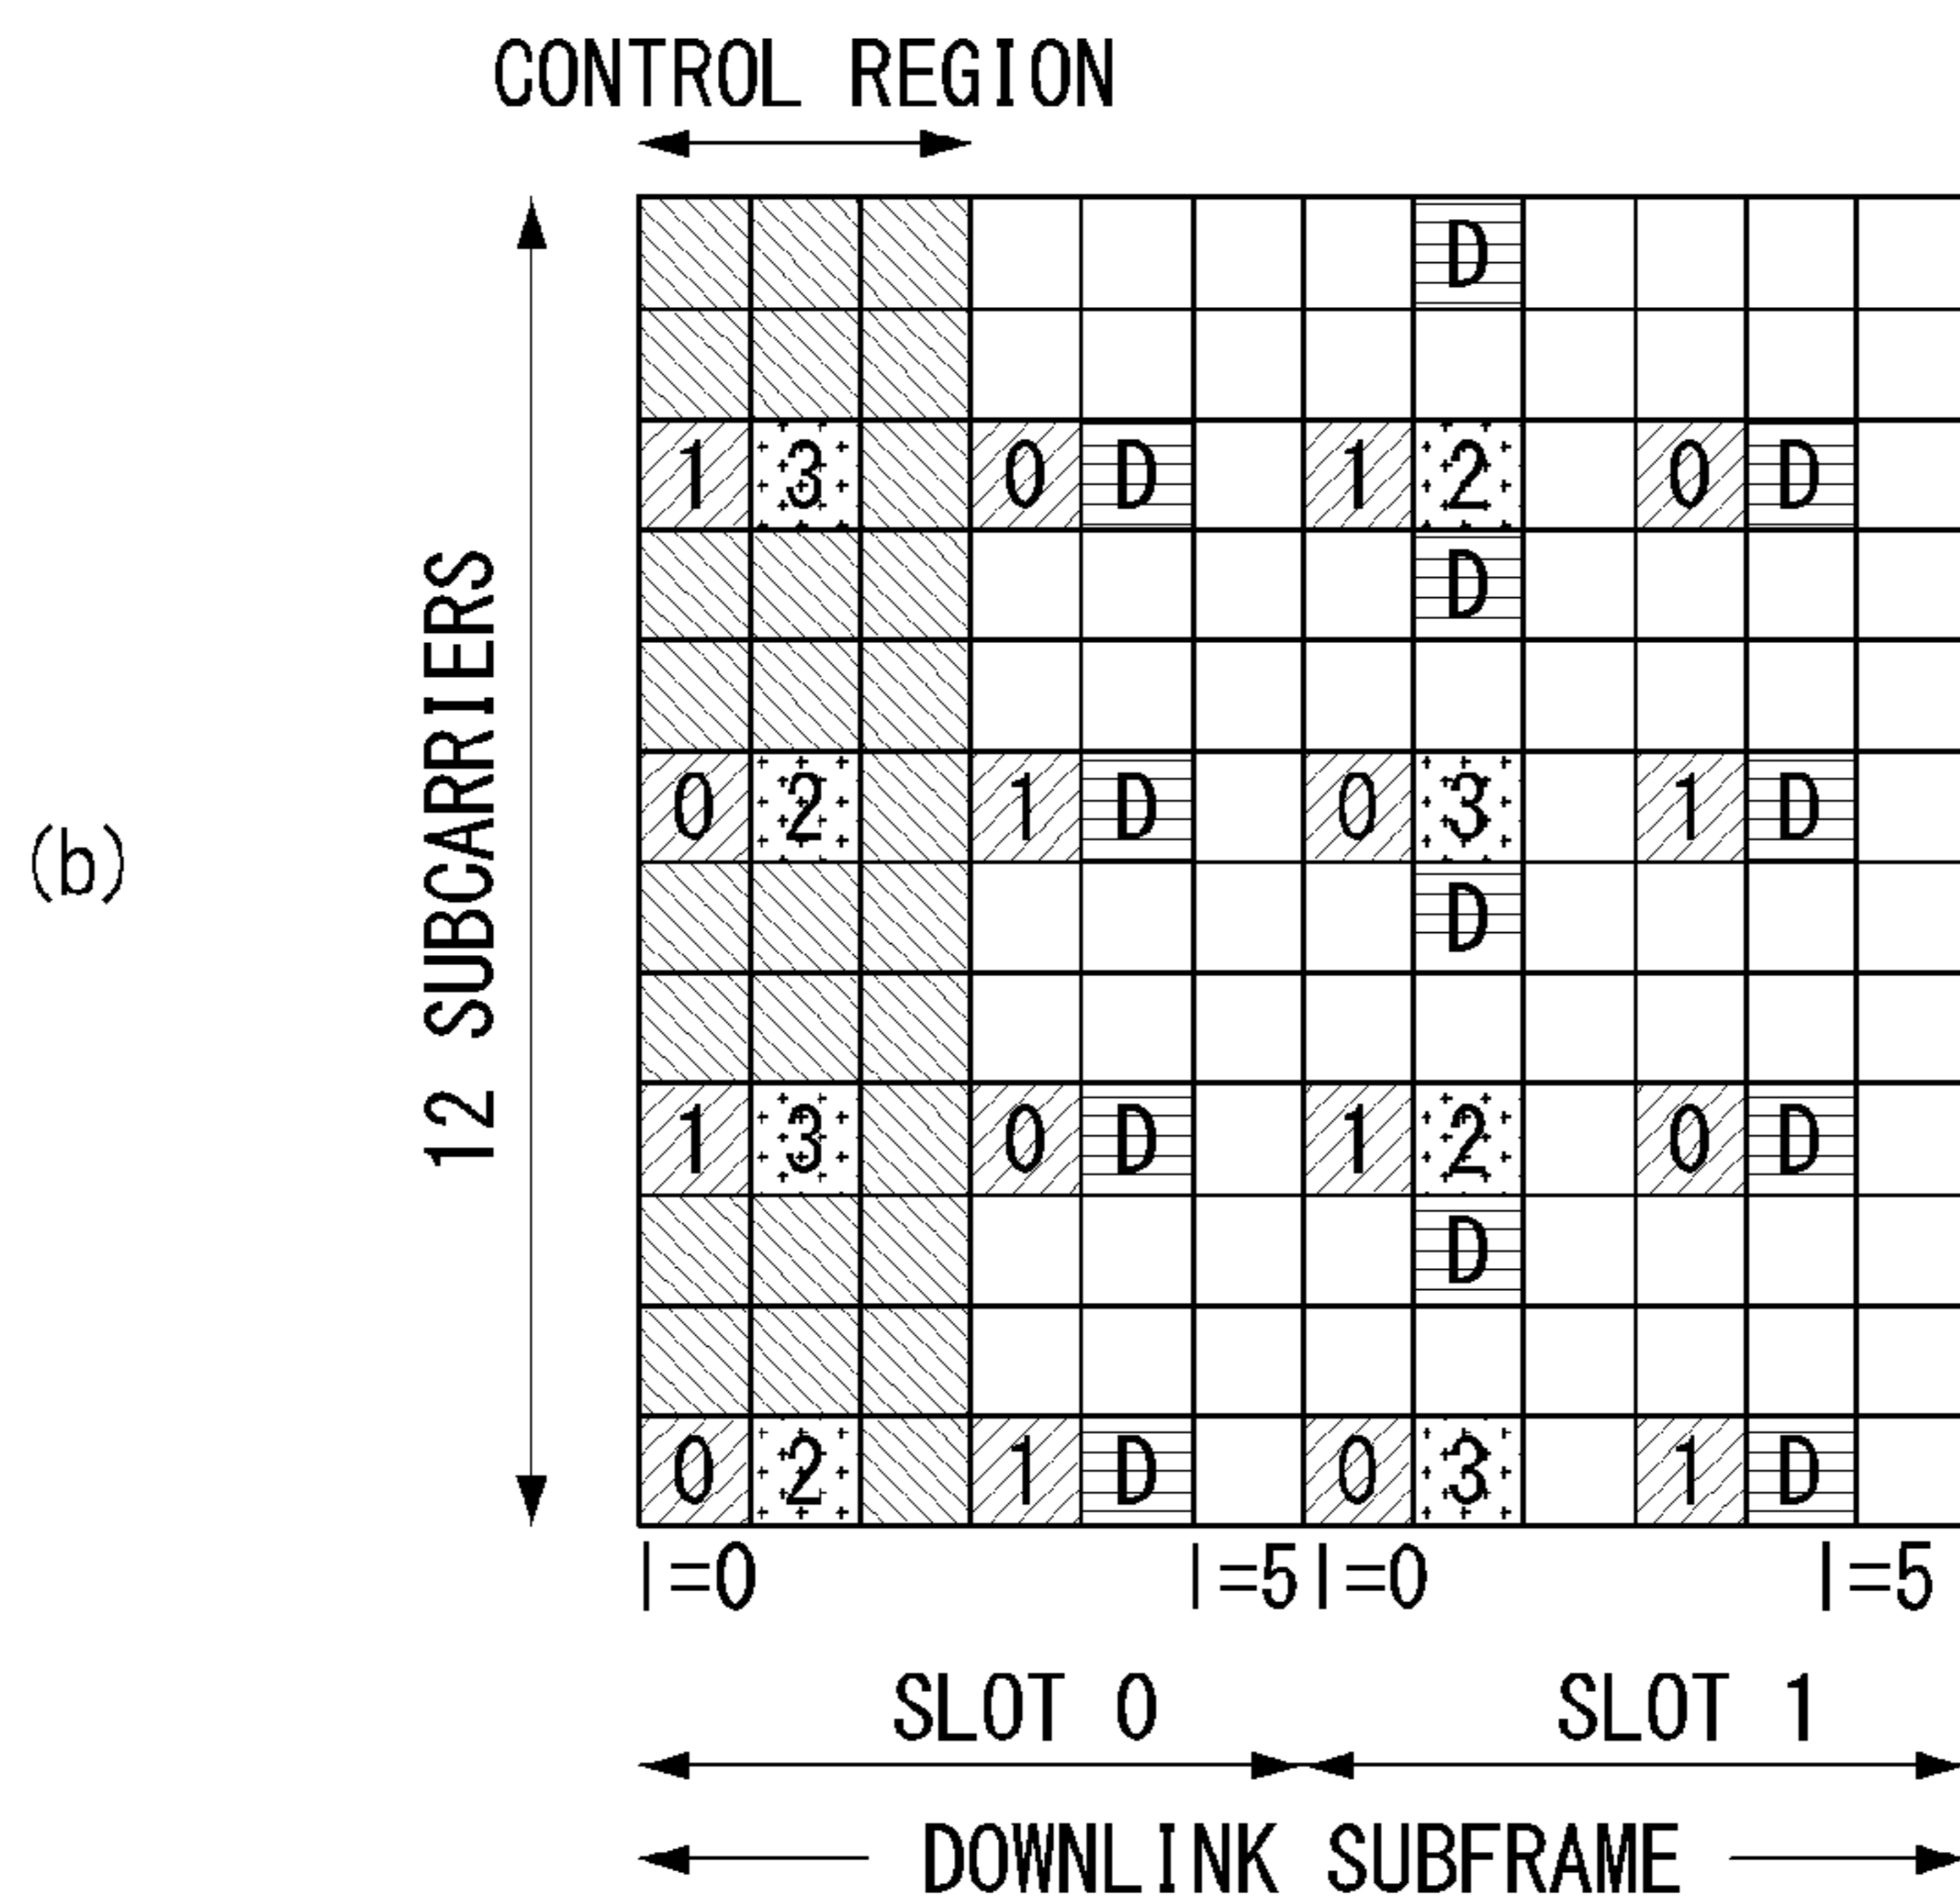 CONTROL REGION
D
1 3 0 D 1 2 0 D
D
0 2 1 D 0 3 1 D
D
1 3 0 D 1 2 0 D
D
0 2 1 D 0 3 1 D
12 SUBCARRIERS
(b)
l=0 l=5 l=0 l=5
SLOT 0 SLOT 1
DOWNLINK SUBFRAME